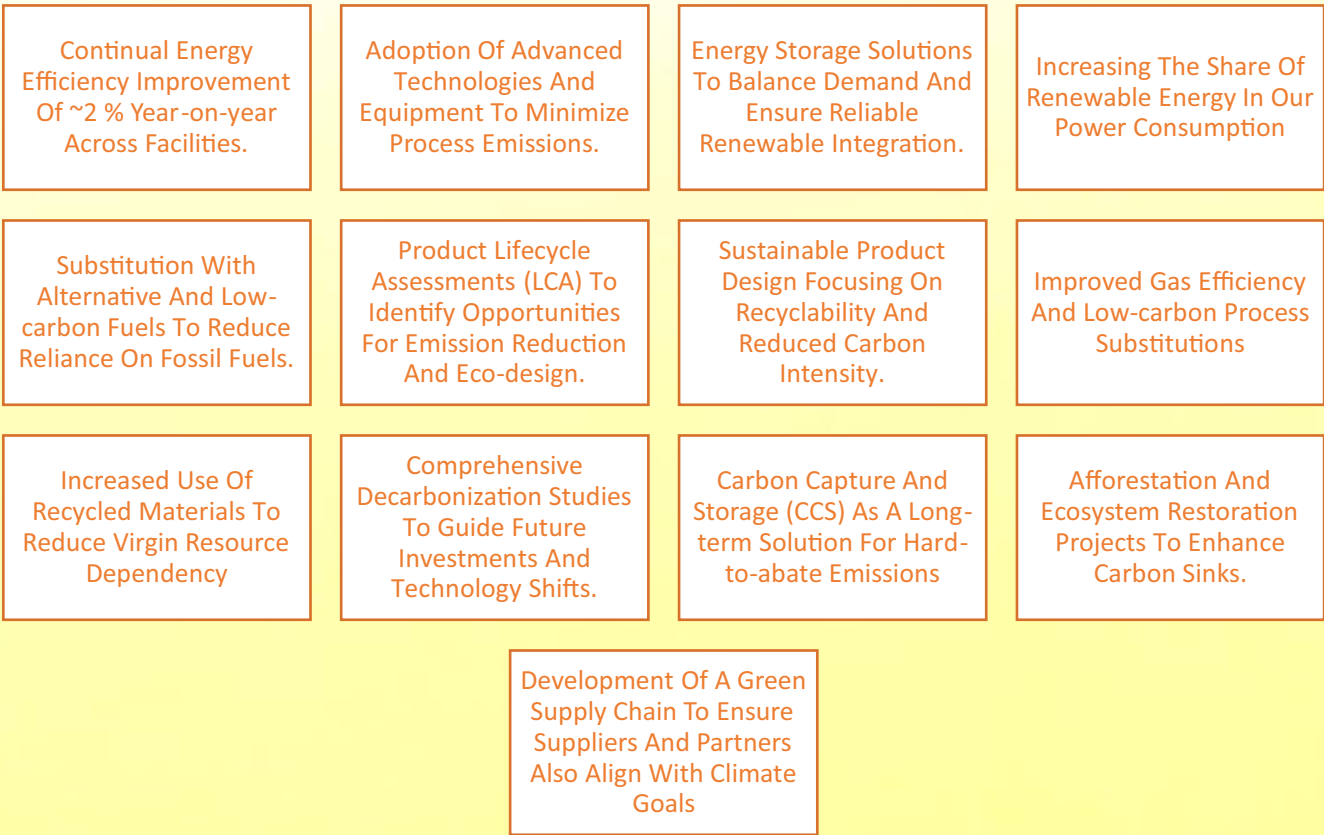 Continual Energy
Efficiency Improvement
Of ~2 % Year-on-year
Across Facilities.
Adoption Of Advanced
Technologies And
Equipment To Minimize
Process Emissions.
Energy Storage Solutions
To Balance Demand And
Ensure Reliable
Renewable Integration.
Increasing The Share Of
Renewable Energy In Our
Power Consumption
Substitution With
Alternative And Low-
carbon Fuels To Reduce
Reliance On Fossil Fuels.
Product Lifecycle
Assessments (LCA) To
Identify Opportunities
For Emission Reduction
And Eco-design.
Sustainable Product
Design Focusing On
Recyclability And
Reduced Carbon
Intensity.
Improved Gas Efficiency
And Low-carbon Process
Substitutions
Increased Use Of
Recycled Materials To
Reduce Virgin Resource
Dependency
Comprehensive
Decarbonization Studies
To Guide Future
Investments And
Technology Shifts.
Carbon Capture And
Storage (CCS) As A Long-
term Solution For Hard-
to-abate Emissions
Afforestation And
Ecosystem Restoration
Projects To Enhance
Carbon Sinks.
Development Of A Green
Supply Chain To Ensure
Suppliers And Partners
Also Align With Climate
Goals